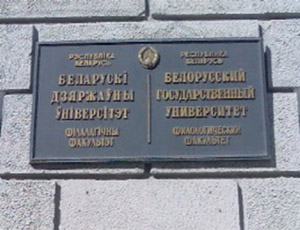 РЭСПУБЛІКА
БЕЛАРУСЬ
БЕЛАРУСКІ
ДЗЯРЖАЎНЫ
ЎНІВЕРСІТЭТ
ФІЛАЛАГІЧНЫ
ФАКУЛЬТЭТ
РЕСПУБЛИКА
БЕЛАРУСЬ
БЕЛОРУССКИЙ
ГОСУДАРСТВЕННЫЙ
УНИВЕРСИТЕТ
ФИЛОЛОГИЧЕСКИЙ
ФАКУЛЬТЕТ